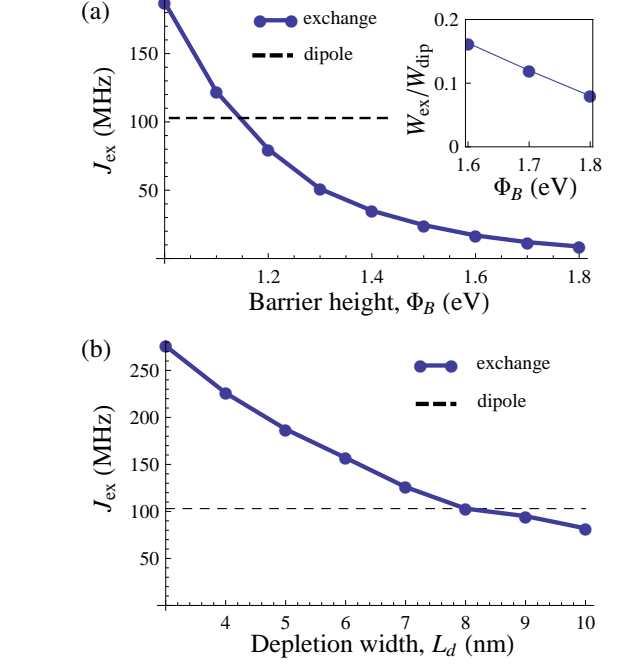 (a)
exchange
dipole
J_ex (MHz)
150
100
50
1.2 1.4 1.6 1.8
Barrier height, Φ_B (eV)
W_ex/W_dip
0.2
0.1
0
1.6 1.7 1.8
Φ_B (eV)
(b)
exchange
dipole
J_ex (MHz)
250
200
150
100
50
4 5 6 7 8 9 10
Depletion width, L_d (nm)